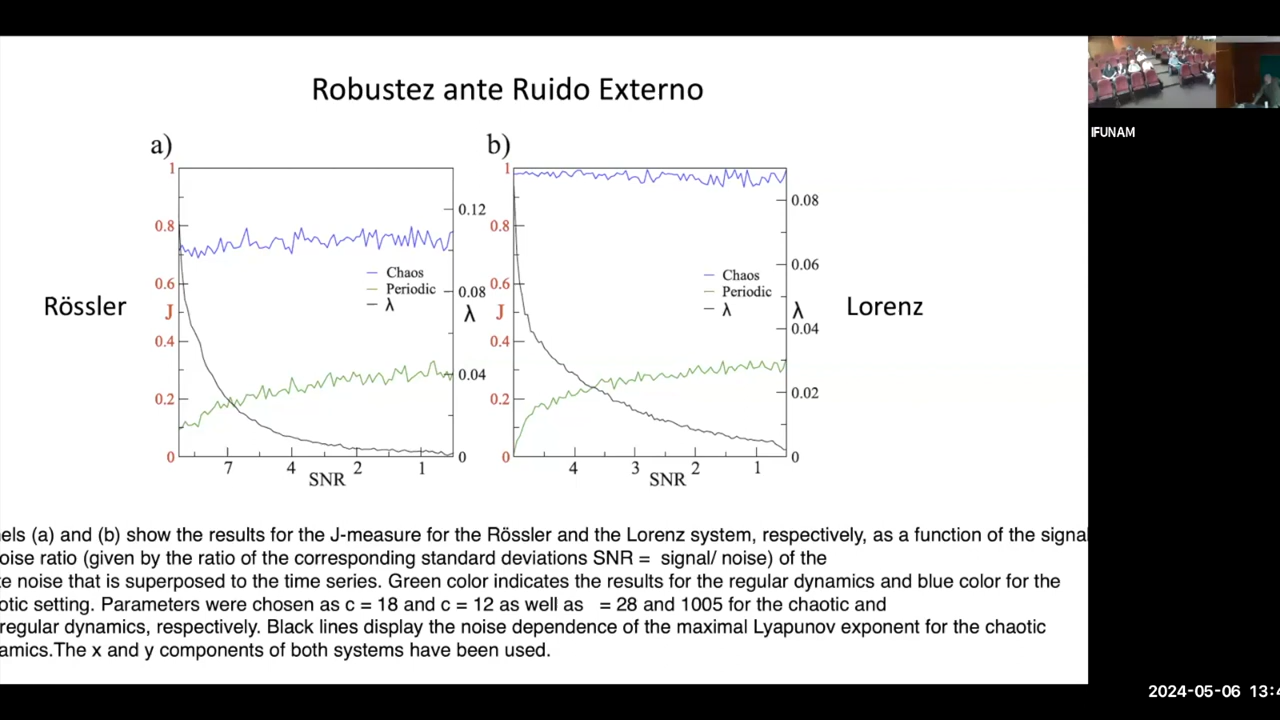 Robustez ante Ruido Externo
a)
b)
1
0.8
0.6
J
0.4
0.2
0
0.12
0.08
λ
0.04
0
7
4
2
1
SNR
Chaos
Periodic
λ
Rössler
1
0.8
0.6
J
0.4
0.2
0
0.08
0.06
λ
0.04
0.02
0
4
3
2
1
SNR
Chaos
Periodic
λ
Lorenz
els (a) and (b) show the results for the J-measure for the Rössler and the Lorenz system, respectively, as a function of the signal
oise ratio (given by the ratio of the corresponding standard deviations SNR = signal/ noise) of the
te noise that is superposed to the time series. Green color indicates the results for the regular dynamics and blue color for the
otic setting. Parameters were chosen as c = 18 and c = 12 as well as = 28 and 1005 for the chaotic and
regular dynamics, respectively. Black lines display the noise dependence of the maximal Lyapunov exponent for the chaotic
amics.The x and y components of both systems have been used.
IFUNAM
2024-05-06 13:4